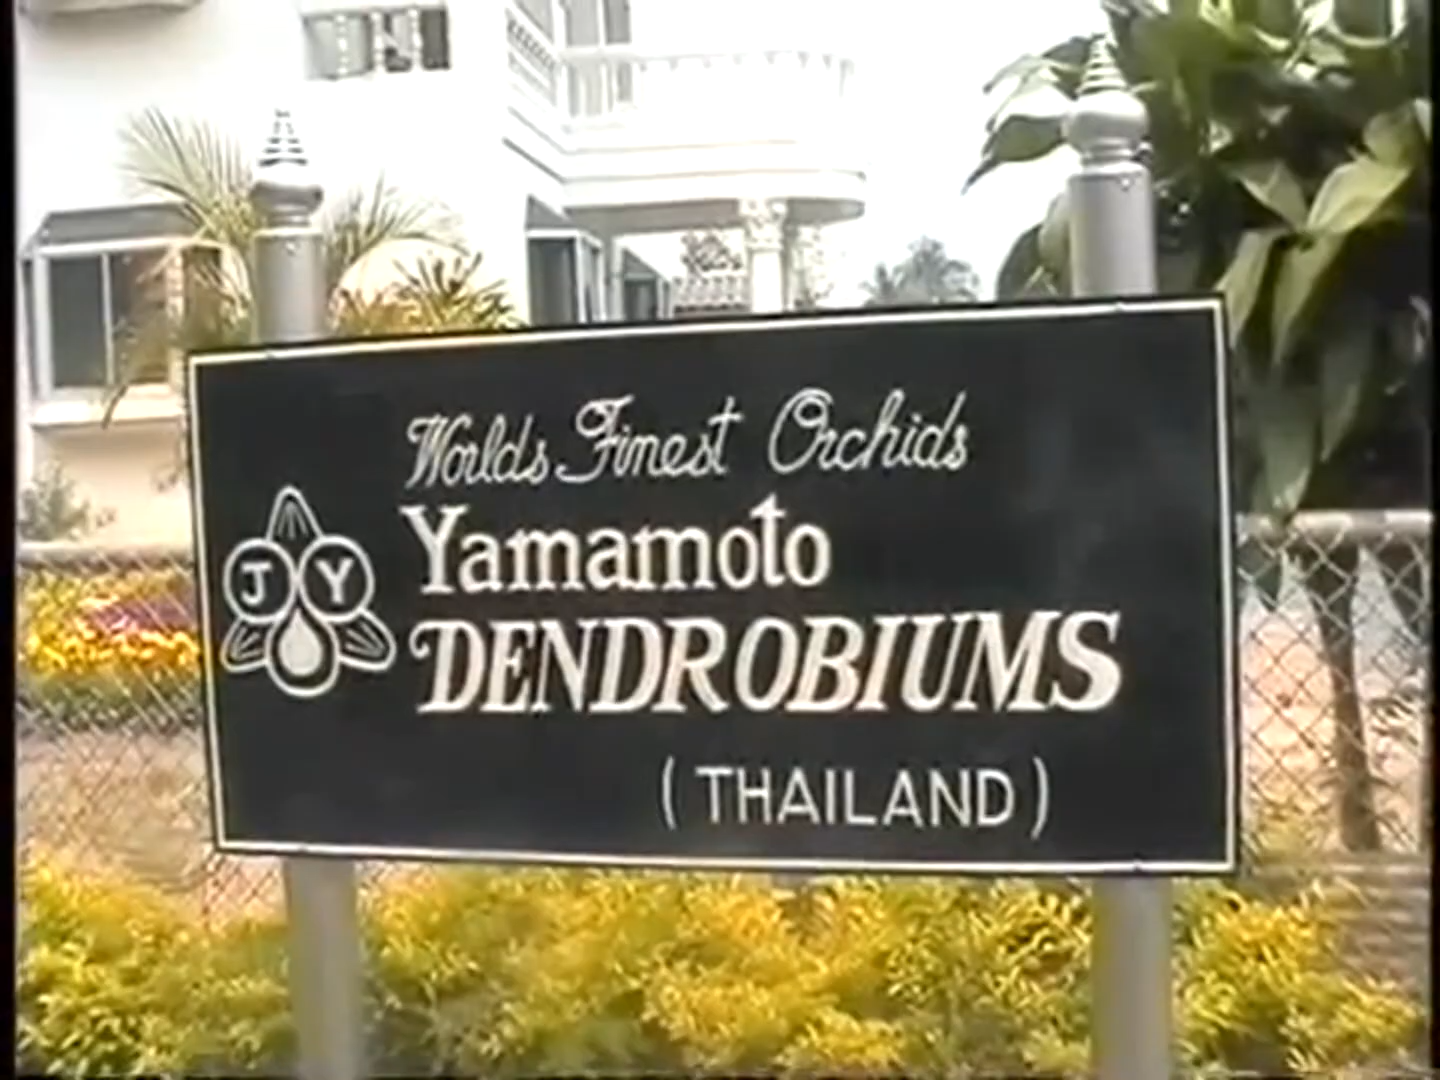 Worlds Finest Orchids
J Y
Yamamoto
DENDROBIUMS
(THAILAND)